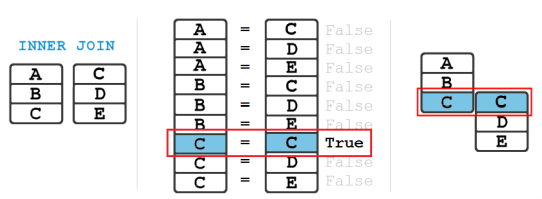 INNER JOIN
A C
B D
C E
A = C False
A = D False
A = E False
B = C False
B = D False
B = E False
C = C True
C = D False
C = E False
A
B
C C
D
E